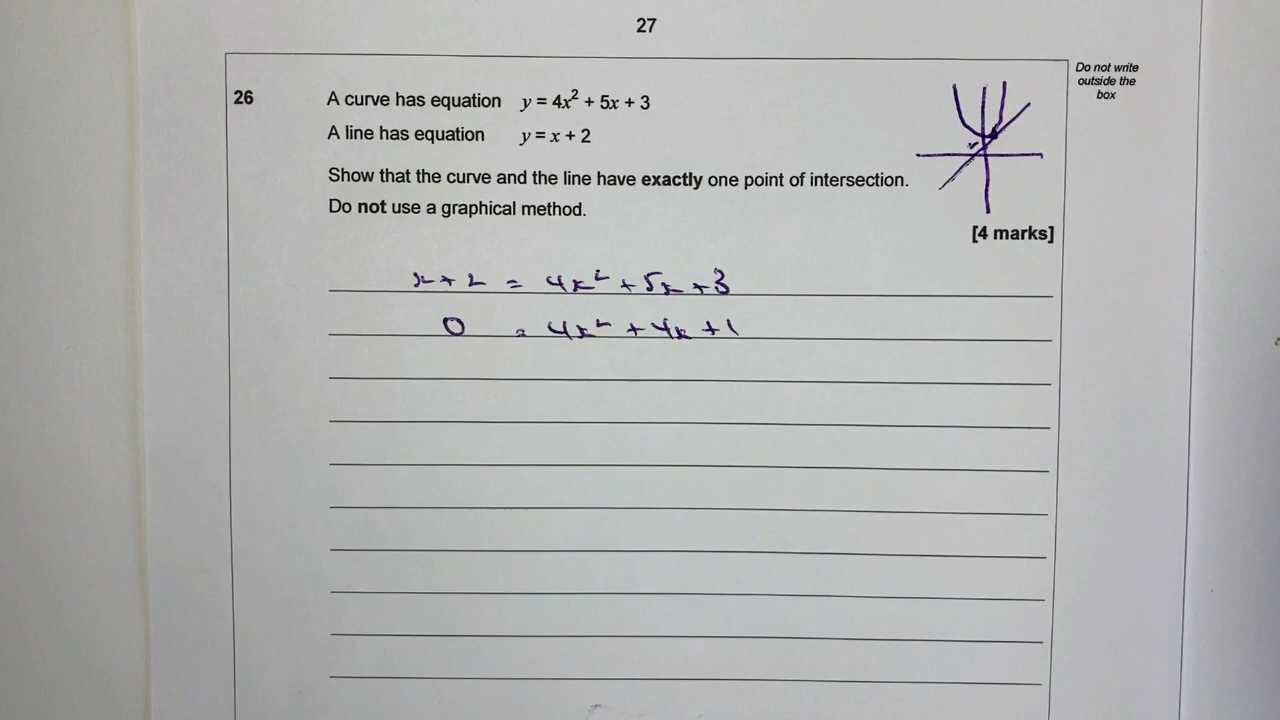 27
Do not write
outside the
box
26 A curve has equation y = 4x² + 5x + 3
A line has equation y = x + 2
Show that the curve and the line have exactly one point of intersection.
Do not use a graphical method.
[4 marks]
x + 2 = 4x² + 5x + 3
0 = 4x² + 4x + 1